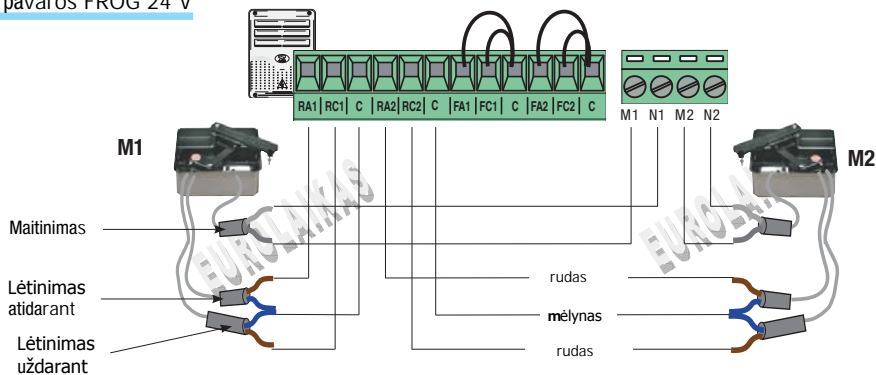 pavaros FROG 24 V
RA1 RC1 C RA2 RC2 C FA1 FC1 C FA2 FC2 C
M1 N1 M2 N2
M1
M2
Maitinimas
Lėtinimas
atidarant
Lėtinimas
uždarant
rudas
mėlynas
rudas
EUROLAIKAS
EUROLAI